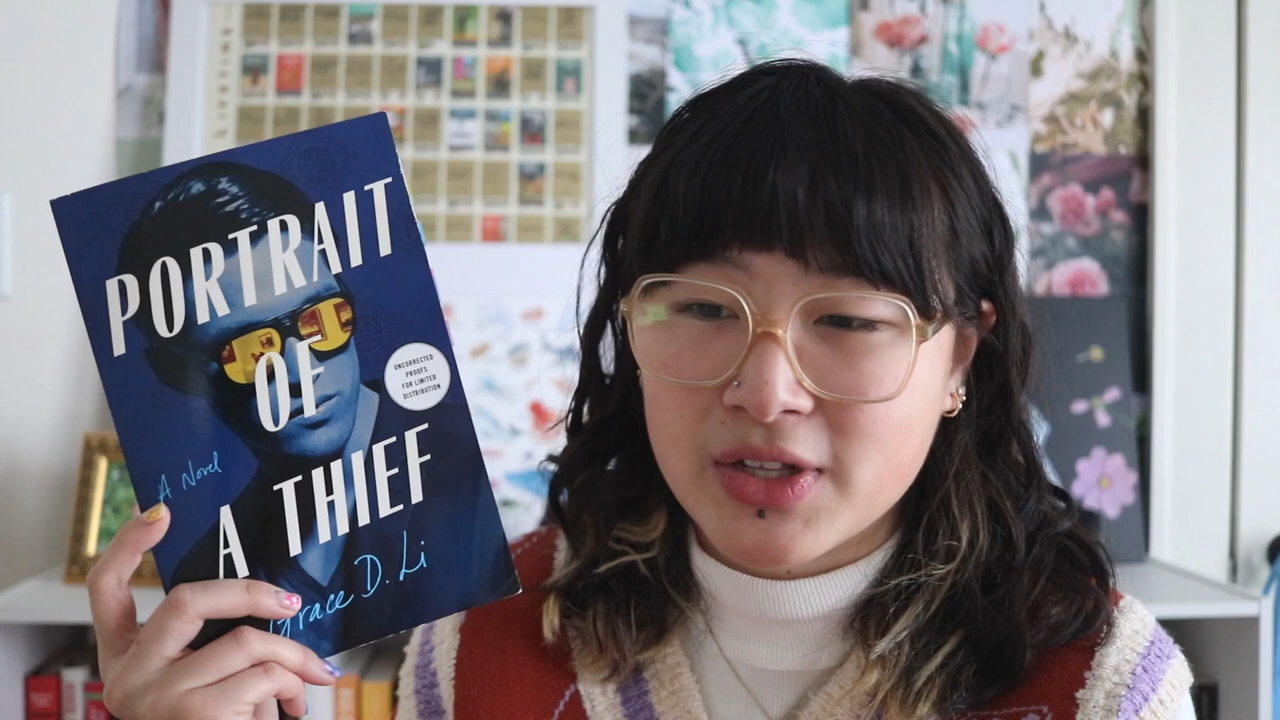 PORTRAIT
OF
A THIEF
A Novel
UNCORRECTED
PROOFS
FOR LIMITED
DISTRIBUTION
Grace D. Li